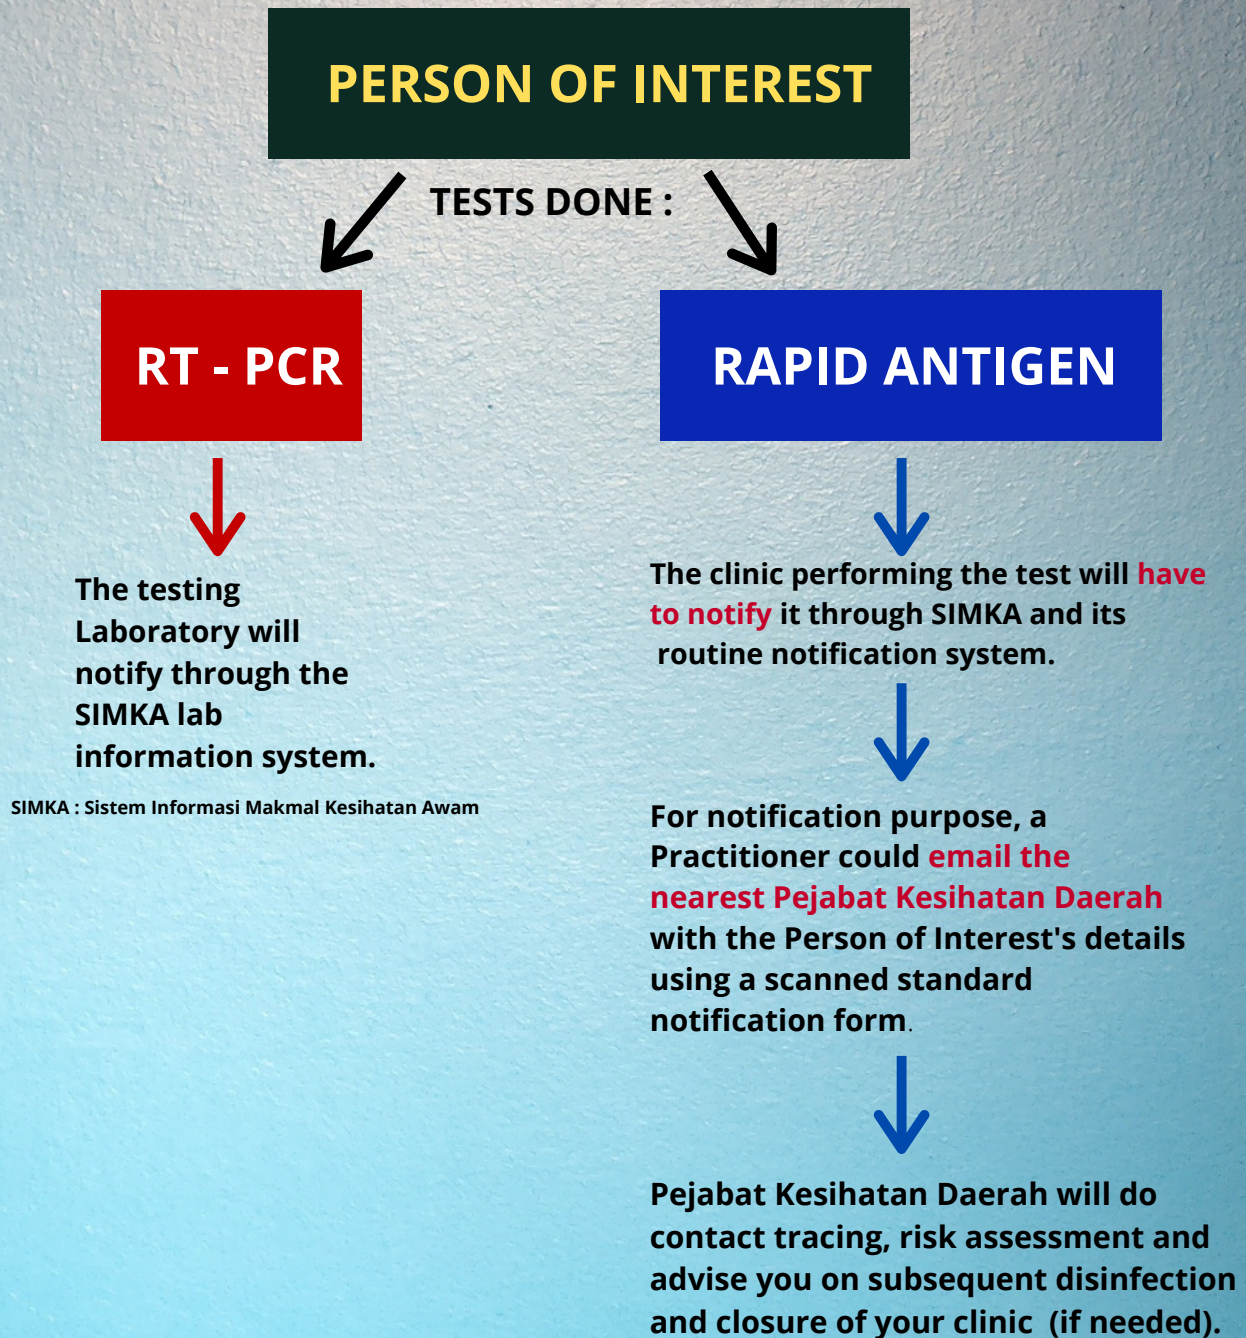 PERSON OF INTEREST
TESTS DONE :
RT - PCR
The testing
Laboratory will
notify through the
SIMKA lab
information system.
SIMKA : Sistem Informasi Makmal Kesihatan Awam
RAPID ANTIGEN
The clinic performing the test will have
to notify it through SIMKA and its
routine notification system.
For notification purpose, a
Practitioner could email the
nearest Pejabat Kesihatan Daerah
with the Person of Interest's details
using a scanned standard
notification form.
Pejabat Kesihatan Daerah will do
contact tracing, risk assessment and
advise you on subsequent disinfection
and closure of your clinic (if needed).